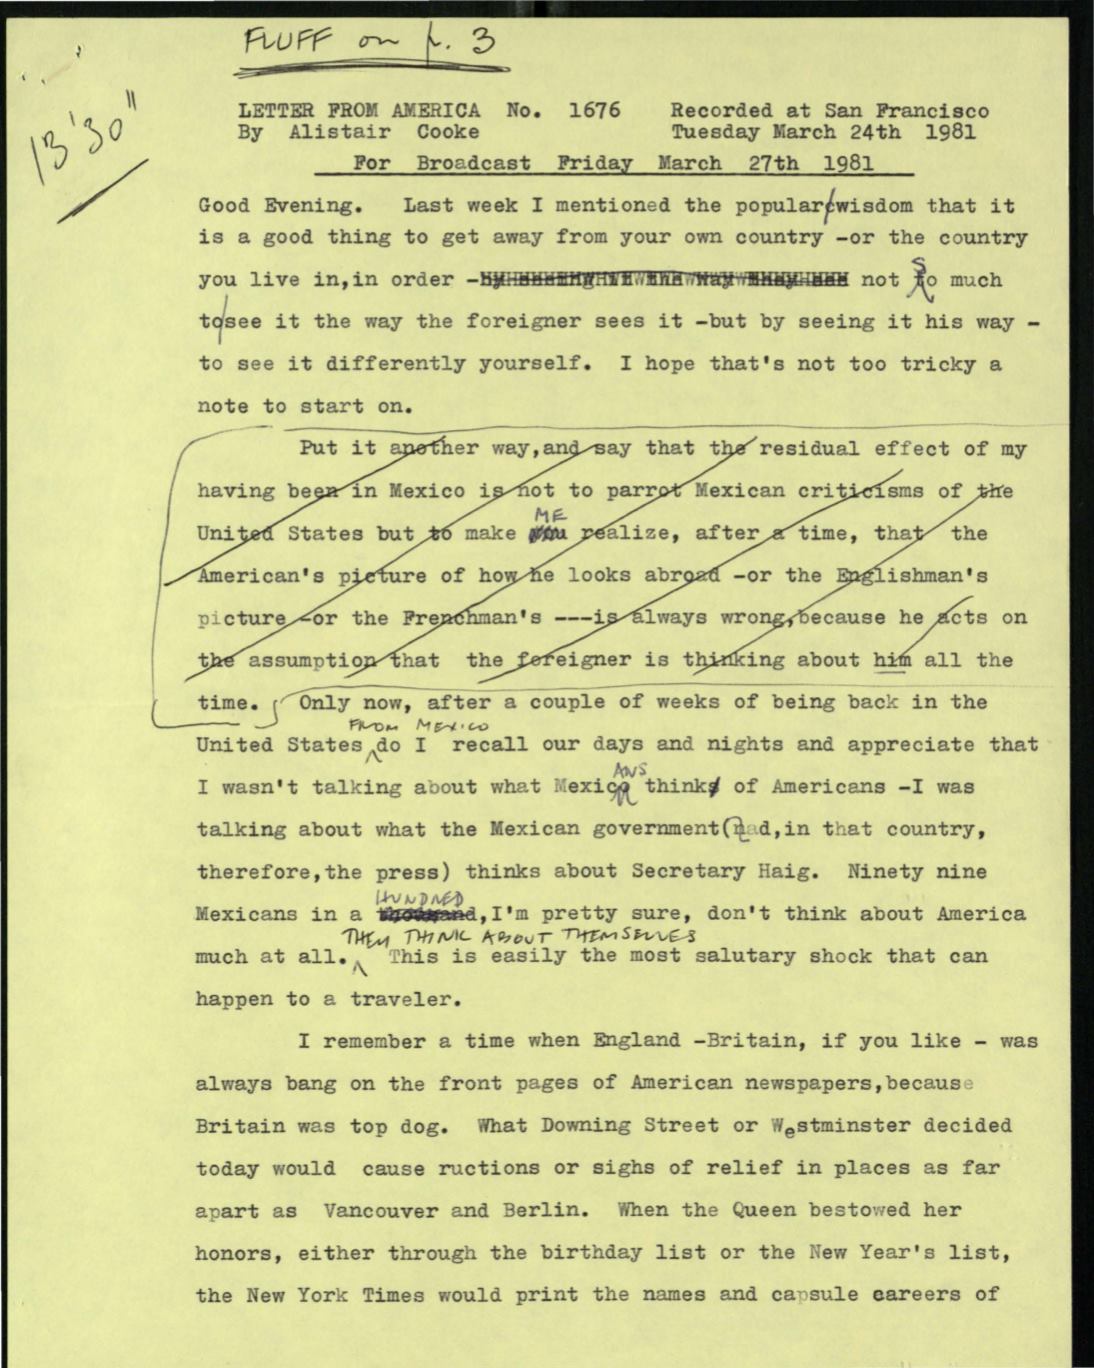 FLUFF on p. 3
13'30"
LETTER FROM AMERICA No. 1676 Recorded at San Francisco
By Alistair Cooke Tuesday March 24th 1981
For Broadcast Friday March 27th 1981
Good Evening. Last week I mentioned the popular wisdom that it
is a good thing to get away from your own country -or the country
you live in,in order - not so much
to see it the way the foreigner sees it -but by seeing it his way -
to see it differently yourself. I hope that's not too tricky a
note to start on.
Put it another way,and say that the residual effect of my
having been in Mexico is not to parrot Mexican criticisms of the
ME
United States but to make you realize, after a time, that the
American's picture of how he looks abroad -or the Englishman's
picture -or the Frenchman's ---is always wrong,because he acts on
the assumption that the foreigner is thinking about him all the
time. Only now, after a couple of weeks of being back in the
FROM MEXICO
United States do I recall our days and nights and appreciate that
ANS
I wasn't talking about what Mexico thinks of Americans -I was
talking about what the Mexican government(nad,in that country,
therefore,the press) thinks about Secretary Haig. Ninety nine
HUNDRED
Mexicans in a thousand,I'm pretty sure, don't think about America
THEY THINK ABOUT THEMSELVES
much at all. This is easily the most salutary shock that can
happen to a traveler.
I remember a time when England -Britain, if you like - was
always bang on the front pages of American newspapers,because
Britain was top dog. What Downing Street or Westminster decided
today would cause ructions or sighs of relief in places as far
apart as Vancouver and Berlin. When the Queen bestowed her
honors, either through the birthday list or the New Year's list,
the New York Times would print the names and capsule careers of